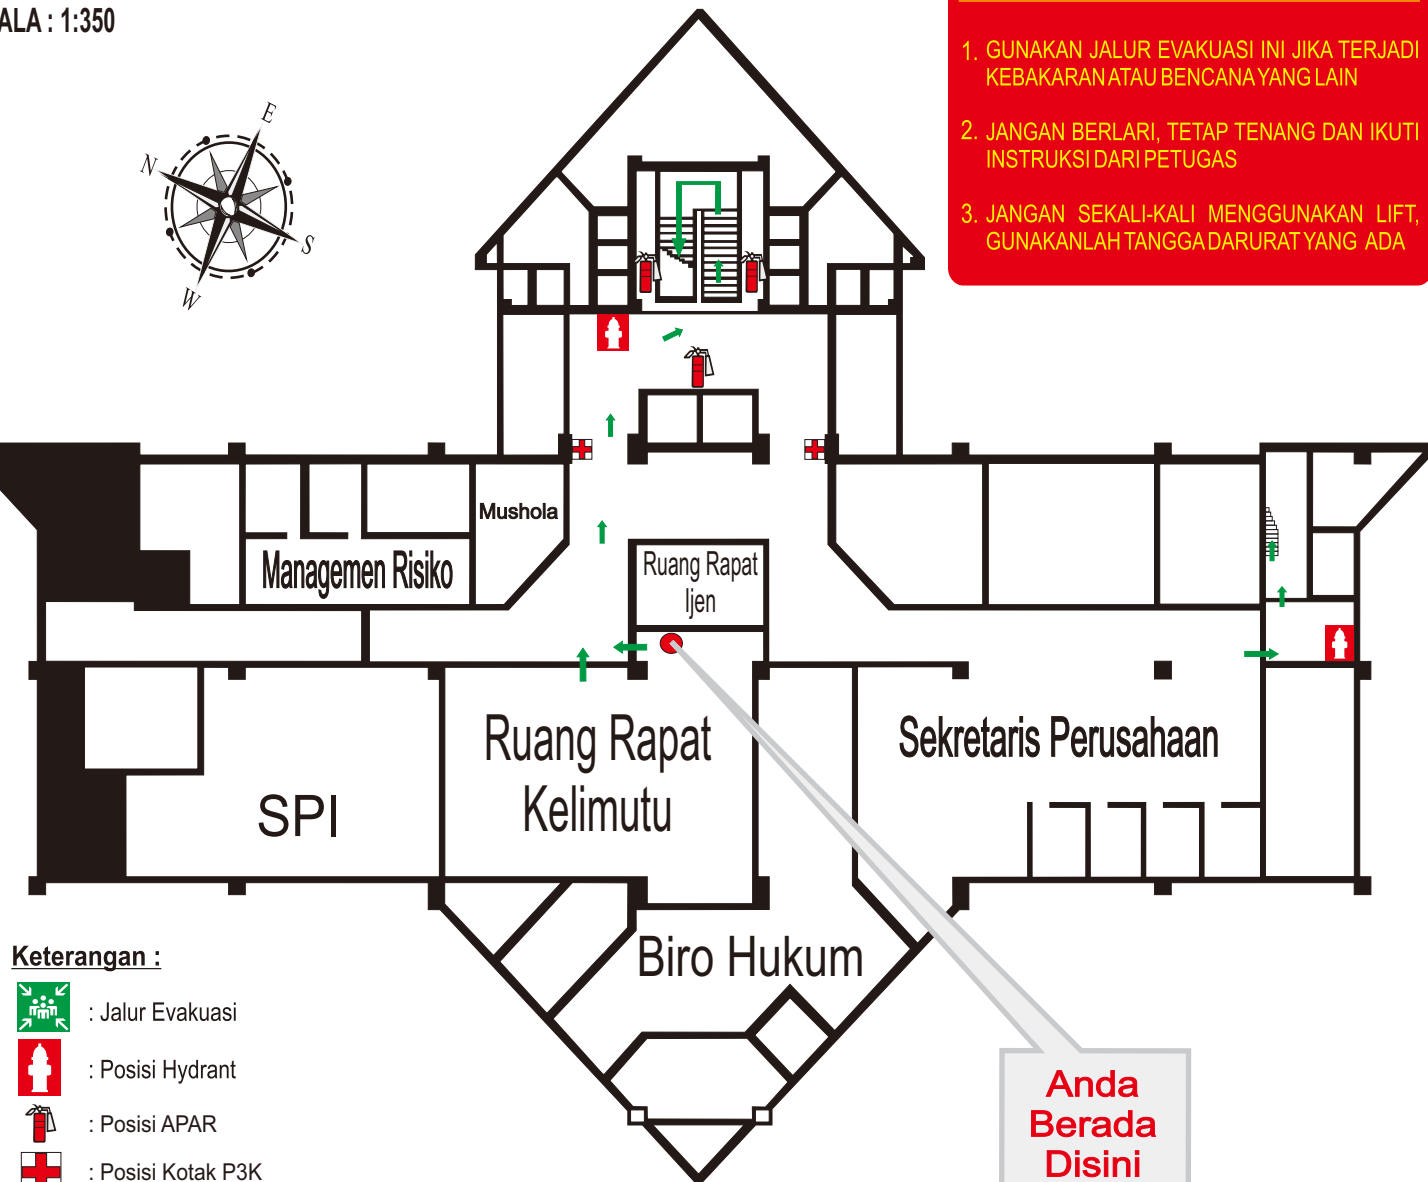 ALA : 1:350
1. GUNAKAN JALUR EVAKUASI INI JIKA TERJADI
KEBAKARAN ATAU BENCANA YANG LAIN
2. JANGAN BERLARI, TETAP TENANG DAN IKUTI
INSTRUKSI DARI PETUGAS
3. JANGAN SEKALI-KALI MENGGUNAKAN LIFT,
GUNAKANLAH TANGGA DARURAT YANG ADA
E
N
S
W
Mushola
Managemen Risiko
Ruang Rapat
Ijen
Ruang Rapat
Kelimutu
Sekretaris Perusahaan
SPI
Biro Hukum
Keterangan :
: Jalur Evakuasi
: Posisi Hydrant
: Posisi APAR
: Posisi Kotak P3K
Anda
Berada
Disini